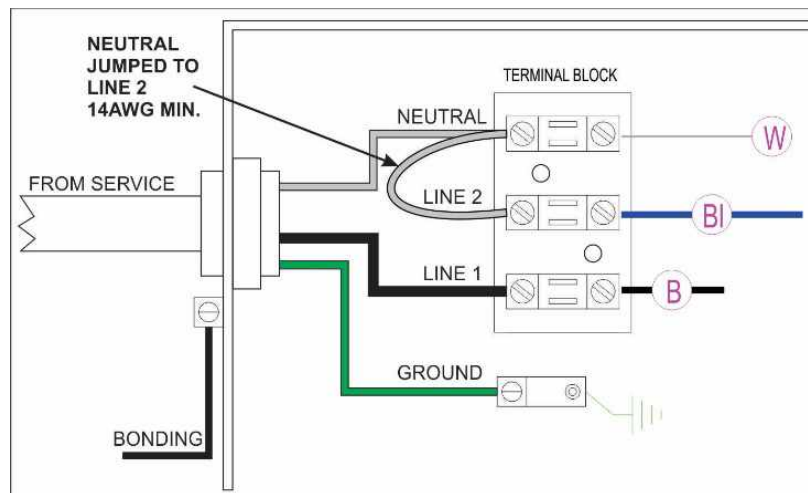 NEUTRAL
JUMPED TO
LINE 2
14AWG MIN.
TERMINAL BLOCK
NEUTRAL
W
FROM SERVICE
LINE 2
Bl
LINE 1
B
GROUND
BONDING